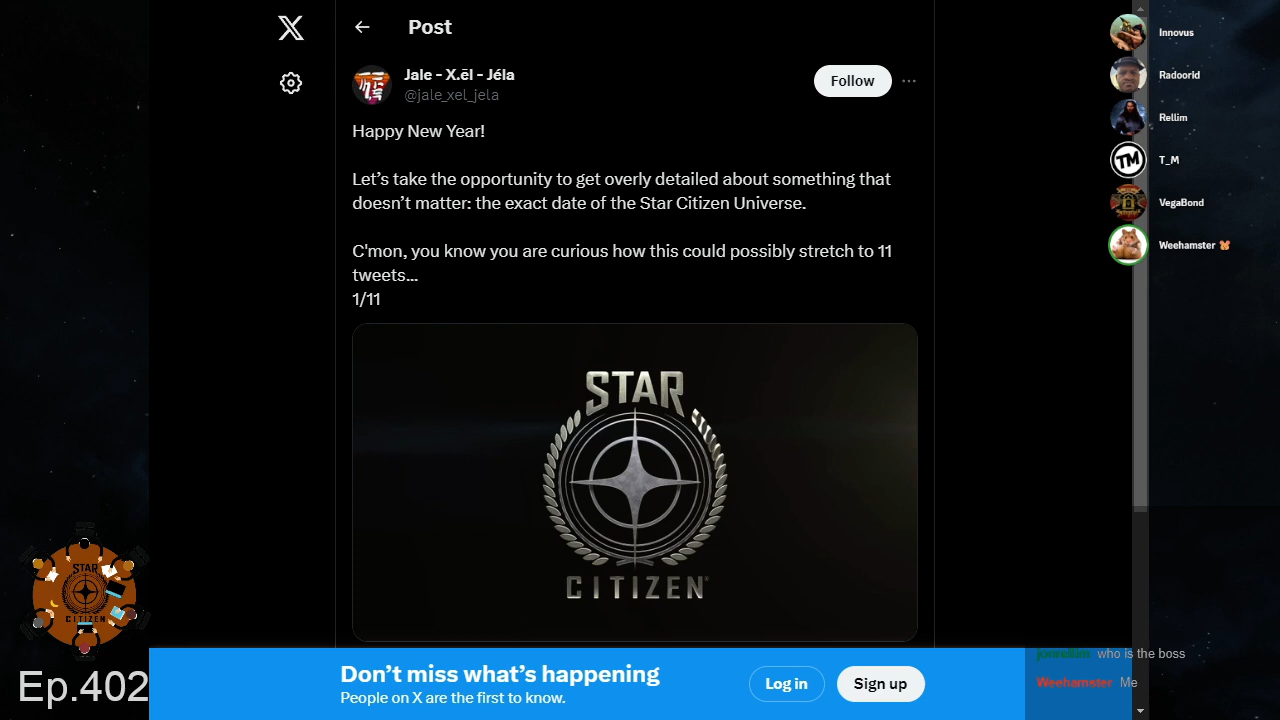 Post
Jale - X.ēl - Jéla
@jale_xel_jela
Follow
Happy New Year!
Let’s take the opportunity to get overly detailed about something that
doesn’t matter: the exact date of the Star Citizen Universe.
C'mon, you know you are curious how this could possibly stretch to 11
tweets...
1/11
STAR
CITIZEN
Don’t miss what’s happening
People on X are the first to know.
Log in
Sign up
Innovus
Radoorid
Rellim
TM
T_M
VegaBond
Weehamster
STAR
CITIZEN
Ep.402
who is the boss
Weehamster Me